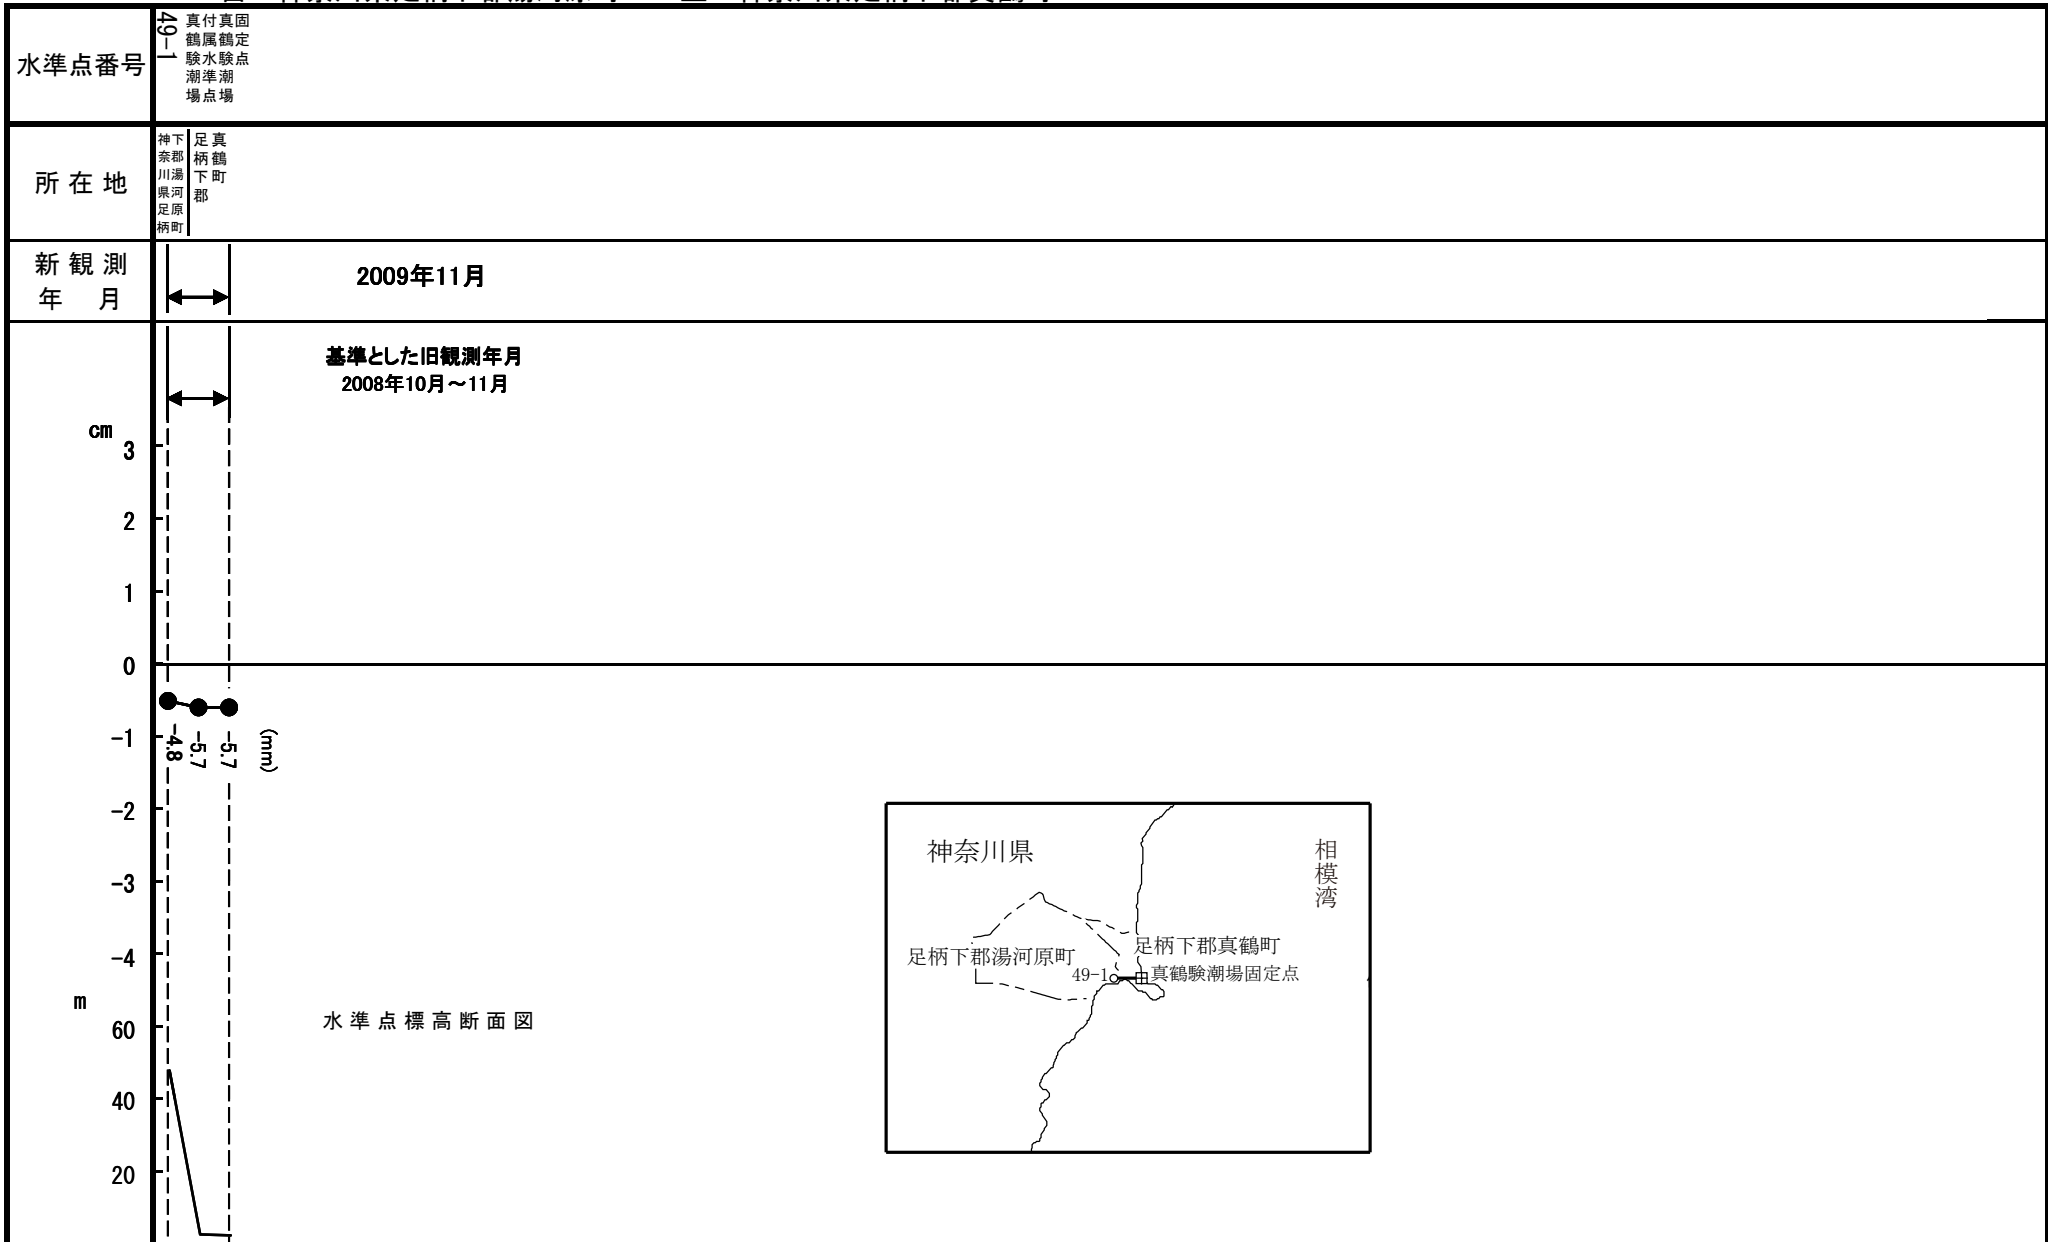 水準点番号
49-1
真鶴験潮場
付属水準点
真鶴験潮場
固定点
所在地
神奈川県足柄
下郡湯河原町
足柄下郡
真鶴町
新観測
年 月
2009年11月
基準とした旧観測年月
2008年10月～11月
cm
3
2
1
0
-1
-2
-3
-4
-4.8
-5.7
-5.7
(mm)
m
60
40
20
水準点標高断面図
神奈川県
相模湾
足柄下郡真鶴町
足柄下郡湯河原町
49-1
真鶴験潮場固定点